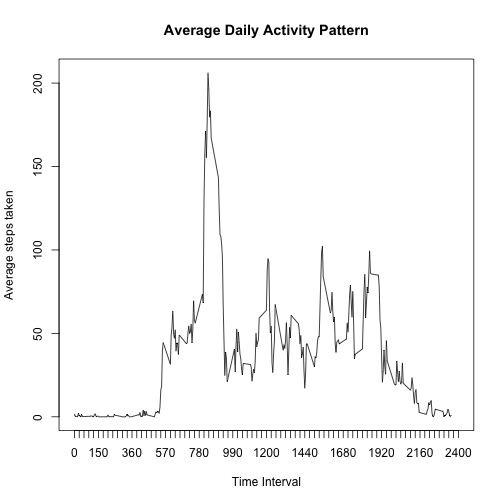 Average Daily Activity Pattern
Average steps taken
200
150
100
50
0
0 150 360 570 780 990 1200 1440 1680 1920 2160 2400
Time Interval